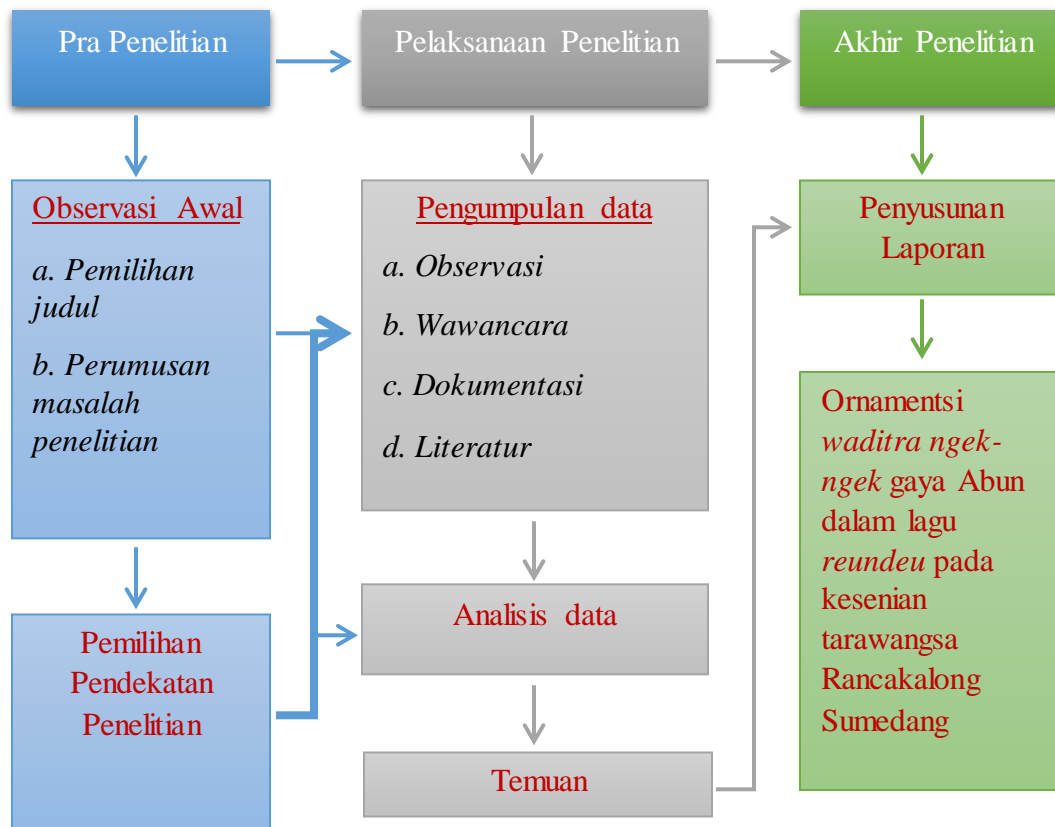 Pra Penelitian
Pelaksanaan Penelitian
Akhir Penelitian
Observasi Awal
a. Pemilihan
judul
b. Perumusan
masalah
penelitian
Pemilihan
Pendekatan
Penelitian
Pengumpulan data
a. Observasi
b. Wawancara
c. Dokumentasi
d. Literatur
Analisis data
Temuan
Penyusunan
Laporan
Ornamentsi
waditra ngek-
ngek gaya Abun
dalam lagu
reundeu pada
kesenian
tarawangsa
Rancakalong
Sumedang